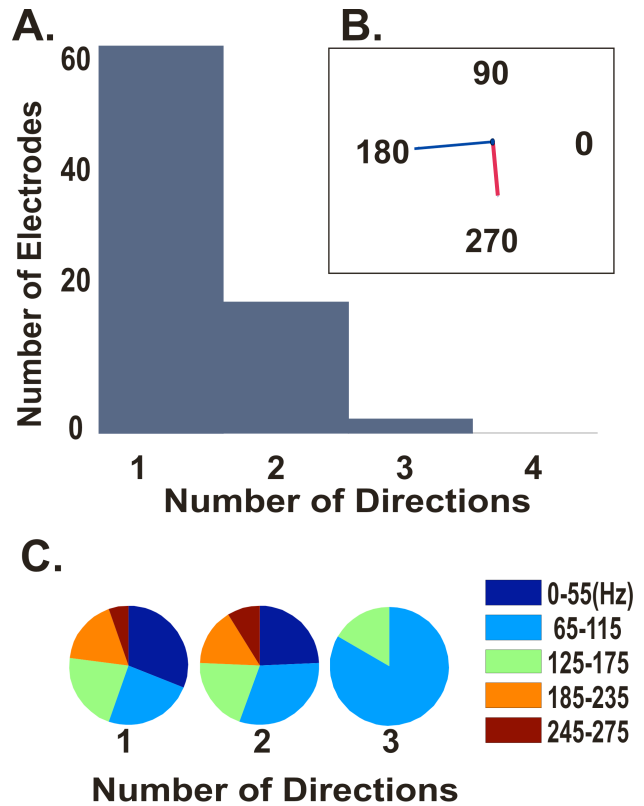 A.
B.
60
40
20
0
Number of Electrodes
90
180
0
270
1 2 3 4
Number of Directions
C.
0-55(Hz)
65-115
125-175
185-235
245-275
1 2 3
Number of Directions